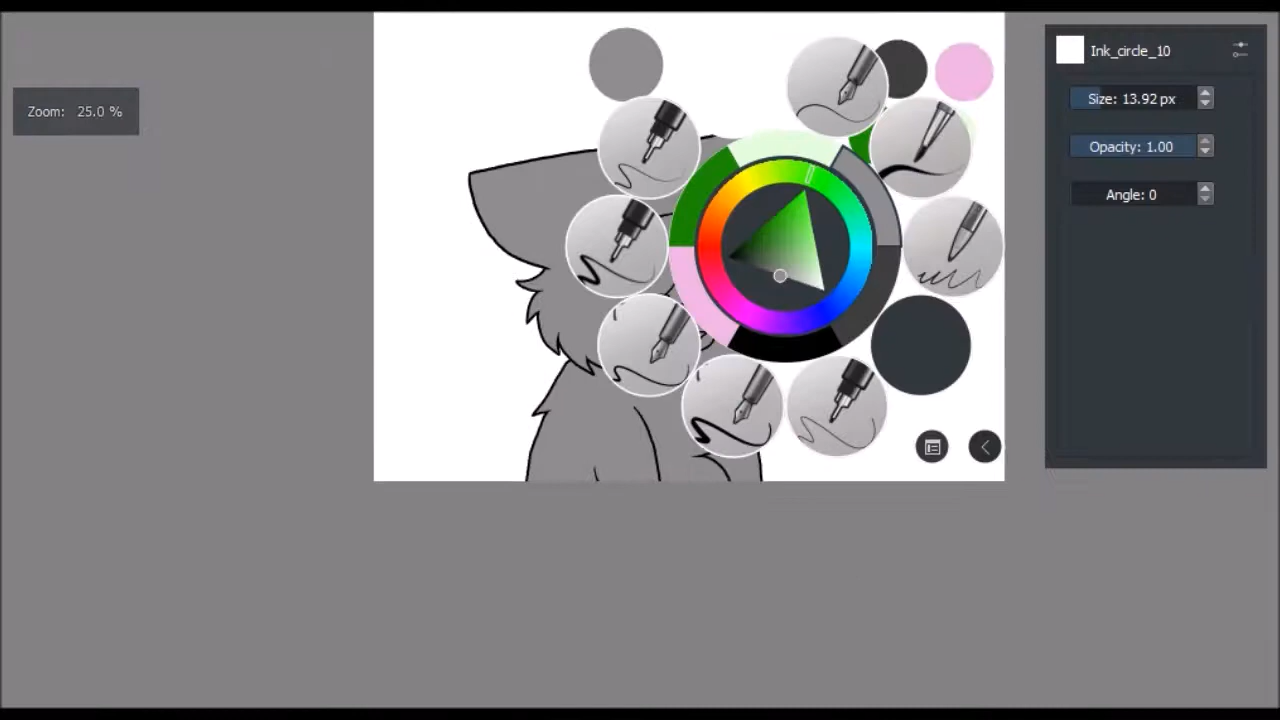 Ink_circle_10
Size: 13.92 px
Zoom: 25.0 %
Opacity: 1.00
Angle: 0